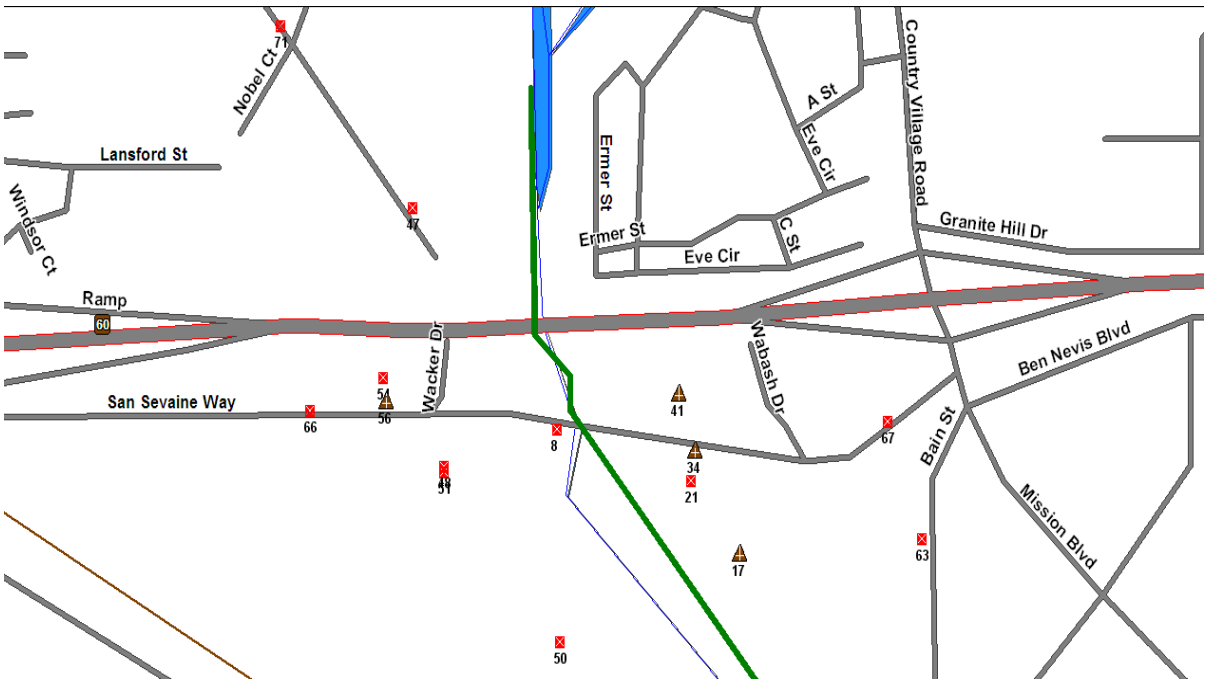 71
Nobel Ct
A St
Country Village Road
Eve Cir
Lansford St
Ermer St
Windsor Ct
47
Ermer St
C St
Granite Hill Dr
Eve Cir
Ramp
60
Wacker Dr
Wabash Dr
Ben Nevis Blvd
54
San Sevaine Way
56
41
66
8
67
Bain St
34
51
21
Mission Blvd
63
17
50